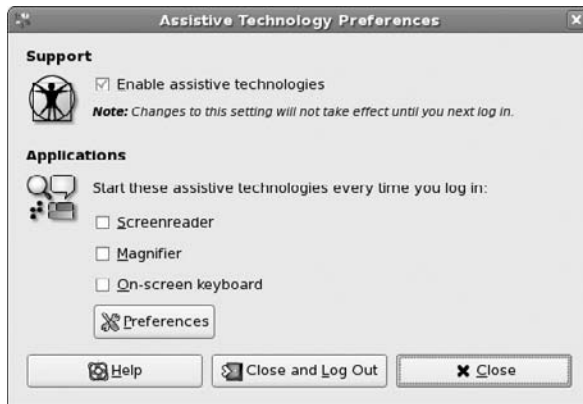 Assistive Technology Preferences
Support
Enable assistive technologies
Note: Changes to this setting will not take effect until you next log in.
Applications
Start these assistive technologies every time you log in:
Screenreader
Magnifier
On-screen keyboard
Preferences
Help
Close and Log Out
Close